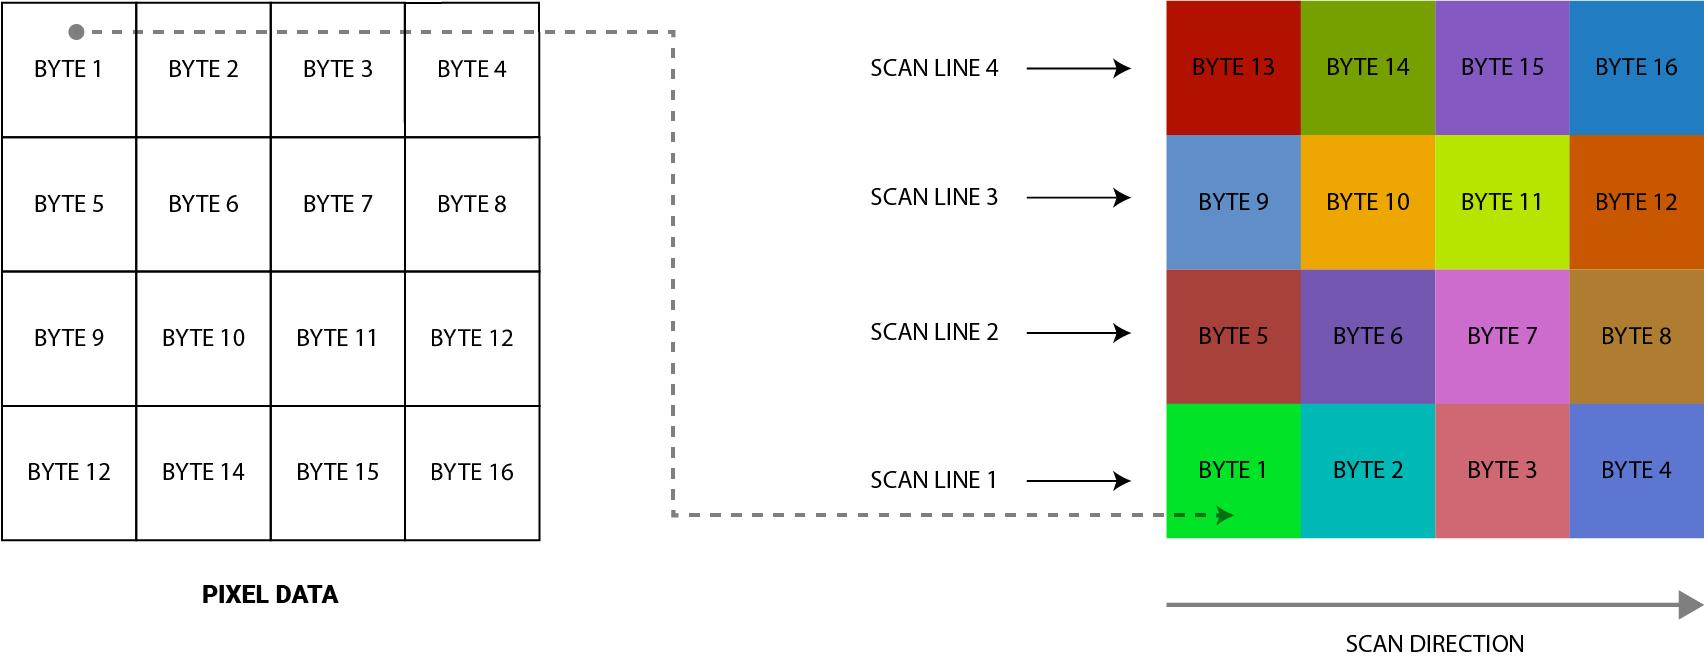 BYTE 1 BYTE 2 BYTE 3 BYTE 4
BYTE 5 BYTE 6 BYTE 7 BYTE 8
BYTE 9 BYTE 10 BYTE 11 BYTE 12
BYTE 12 BYTE 14 BYTE 15 BYTE 16
PIXEL DATA
SCAN LINE 4
SCAN LINE 3
SCAN LINE 2
SCAN LINE 1
BYTE 13 BYTE 14 BYTE 15 BYTE 16
BYTE 9 BYTE 10 BYTE 11 BYTE 12
BYTE 5 BYTE 6 BYTE 7 BYTE 8
BYTE 1 BYTE 2 BYTE 3 BYTE 4
SCAN DIRECTION